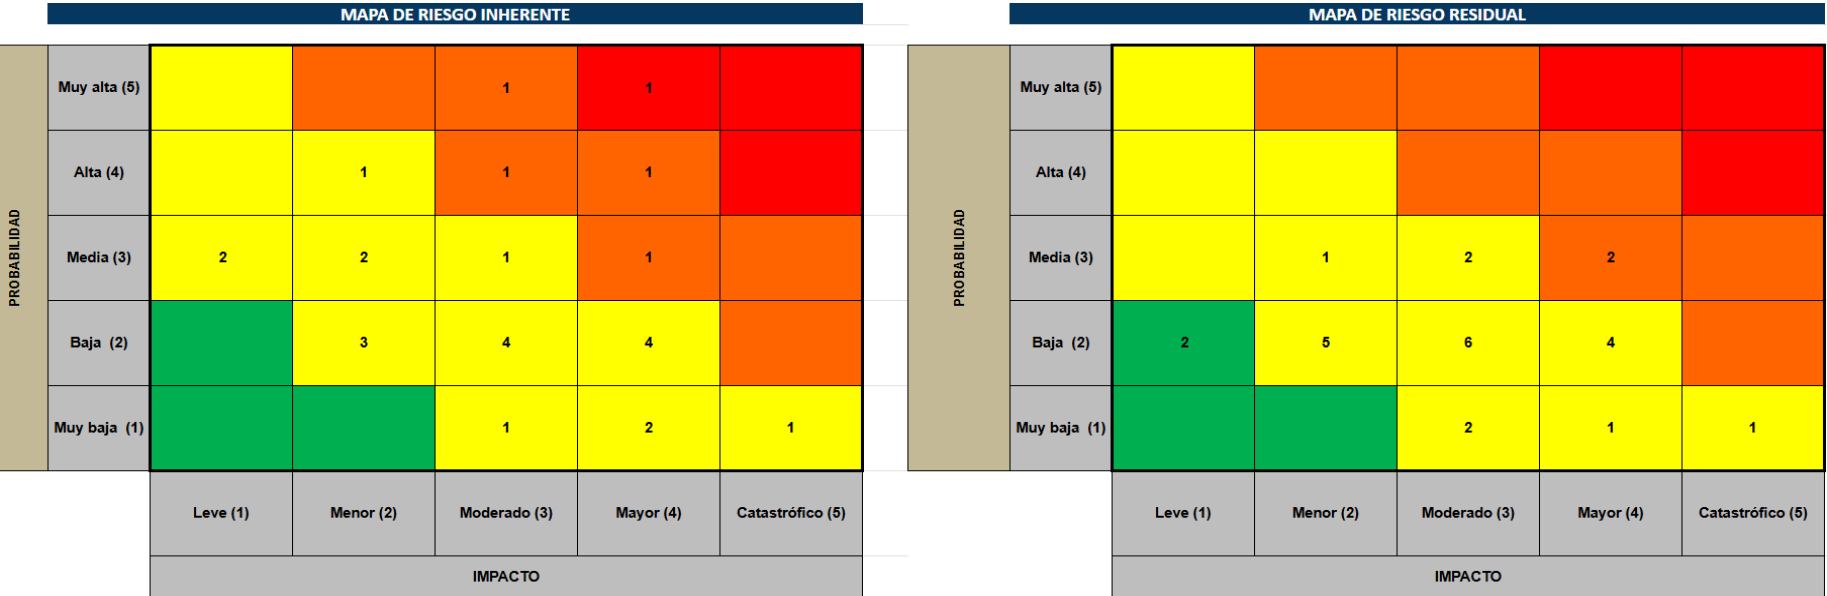 MAPA DE RIESGO INHERENTE
PROBABILIDAD
Muy alta (5) 1 1
Alta (4) 1 1 1
Media (3) 2 2 1 1
Baja (2) 3 4 4
Muy baja (1) 1 2 1
Leve (1) Menor (2) Moderado (3) Mayor (4) Catastrófico (5)
IMPACTO
MAPA DE RIESGO RESIDUAL
PROBABILIDAD
Muy alta (5)
Alta (4)
Media (3) 1 2 2
Baja (2) 2 5 6 4
Muy baja (1) 2 1 1
Leve (1) Menor (2) Moderado (3) Mayor (4) Catastrófico (5)
IMPACTO